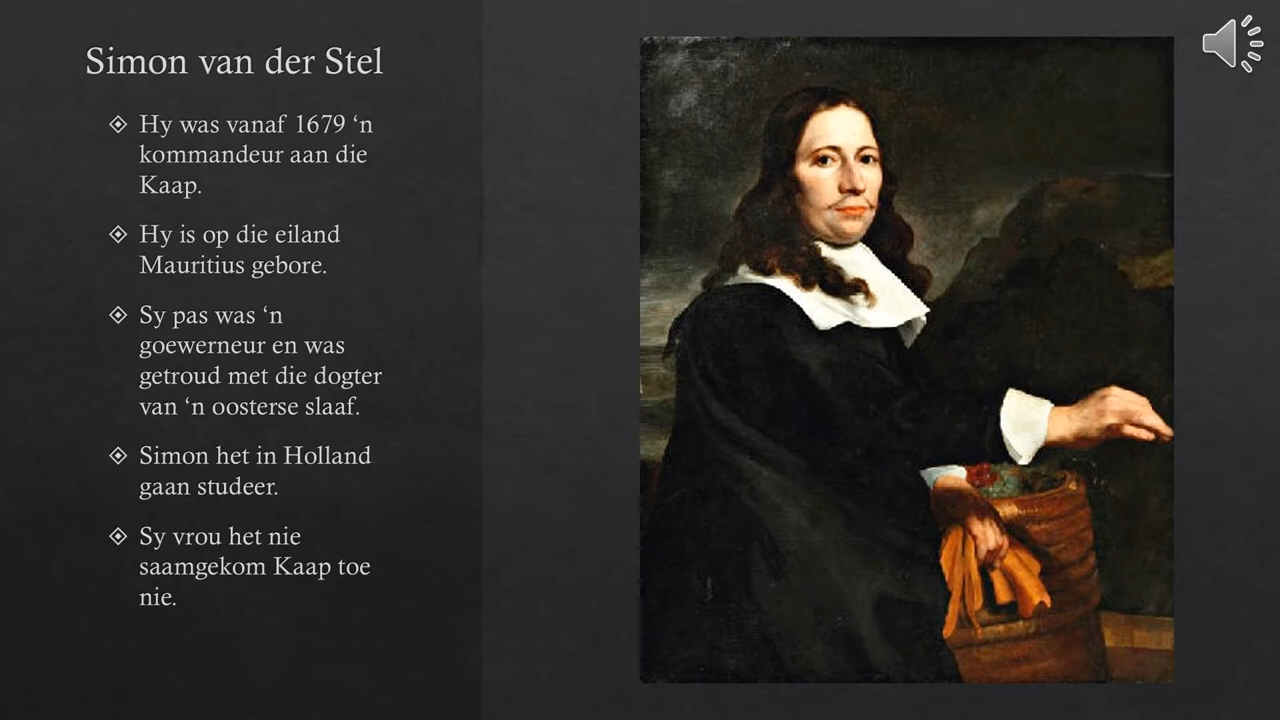 Simon van der Stel
Hy was vanaf 1679 ‘n
kommandeur aan die
Kaap.
Hy is op die eiland
Mauritius gebore.
Sy pas was ‘n
goewerneur en was
getroud met die dogter
van ‘n oosterse slaaf.
Simon het in Holland
gaan studeer.
Sy vrou het nie
saamgekom Kaap toe
nie.